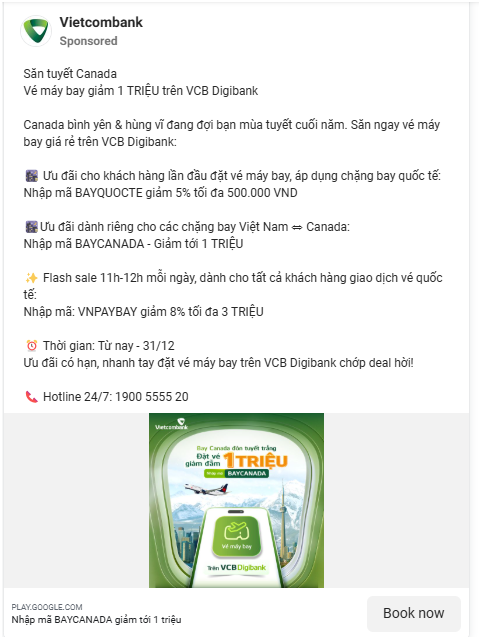 Vietcombank
Sponsored
Săn tuyết Canada
Vé máy bay giảm 1 TRIỆU trên VCB Digibank
Canada bình yên & hùng vĩ đang đợi bạn mùa tuyết cuối năm. Săn ngay vé máy
bay giá rẻ trên VCB Digibank:
🎆 Ưu đãi cho khách hàng lần đầu đặt vé máy bay, áp dụng chặng bay quốc tế:
Nhập mã BAYQUOCTE giảm 5% tối đa 500.000 VND
🎆Ưu đãi dành riêng cho các chặng bay Việt Nam ⇔ Canada:
Nhập mã BAYCANADA - Giảm tới 1 TRIỆU
✨ Flash sale 11h-12h mỗi ngày, dành cho tất cả khách hàng giao dịch vé quốc
tế:
Nhập mã: VNPAYBAY giảm 8% tối đa 3 TRIỆU
⏰ Thời gian: Từ nay - 31/12
Ưu đãi có hạn, nhanh tay đặt vé máy bay trên VCB Digibank chớp deal hời!
📞 Hotline 24/7: 1900 5555 20
Vietcombank
Bay Canada đón tuyết trắng
Đặt vé
giảm đẫm 1 TRIỆU
Nhập mã BAYCANADA
Vé máy bay
Trên VCBDigibank
PLAY.GOOGLE.COM
Nhập mã BAYCANADA giảm tới 1 triệu
Book now